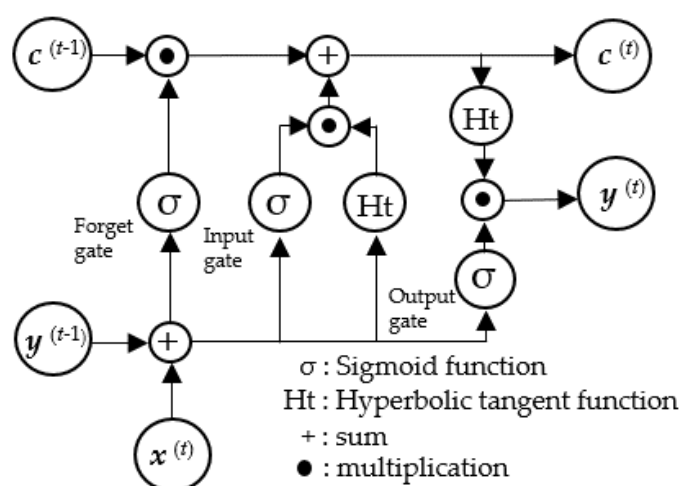 c (t-1)
+
c (t)
Ht
σ
σ
Ht
y (t)
Forget
gate
Input
gate
σ
Output
gate
y (t-1)
+
σ : Sigmoid function
Ht : Hyperbolic tangent function
+ : sum
● : multiplication
x (t)